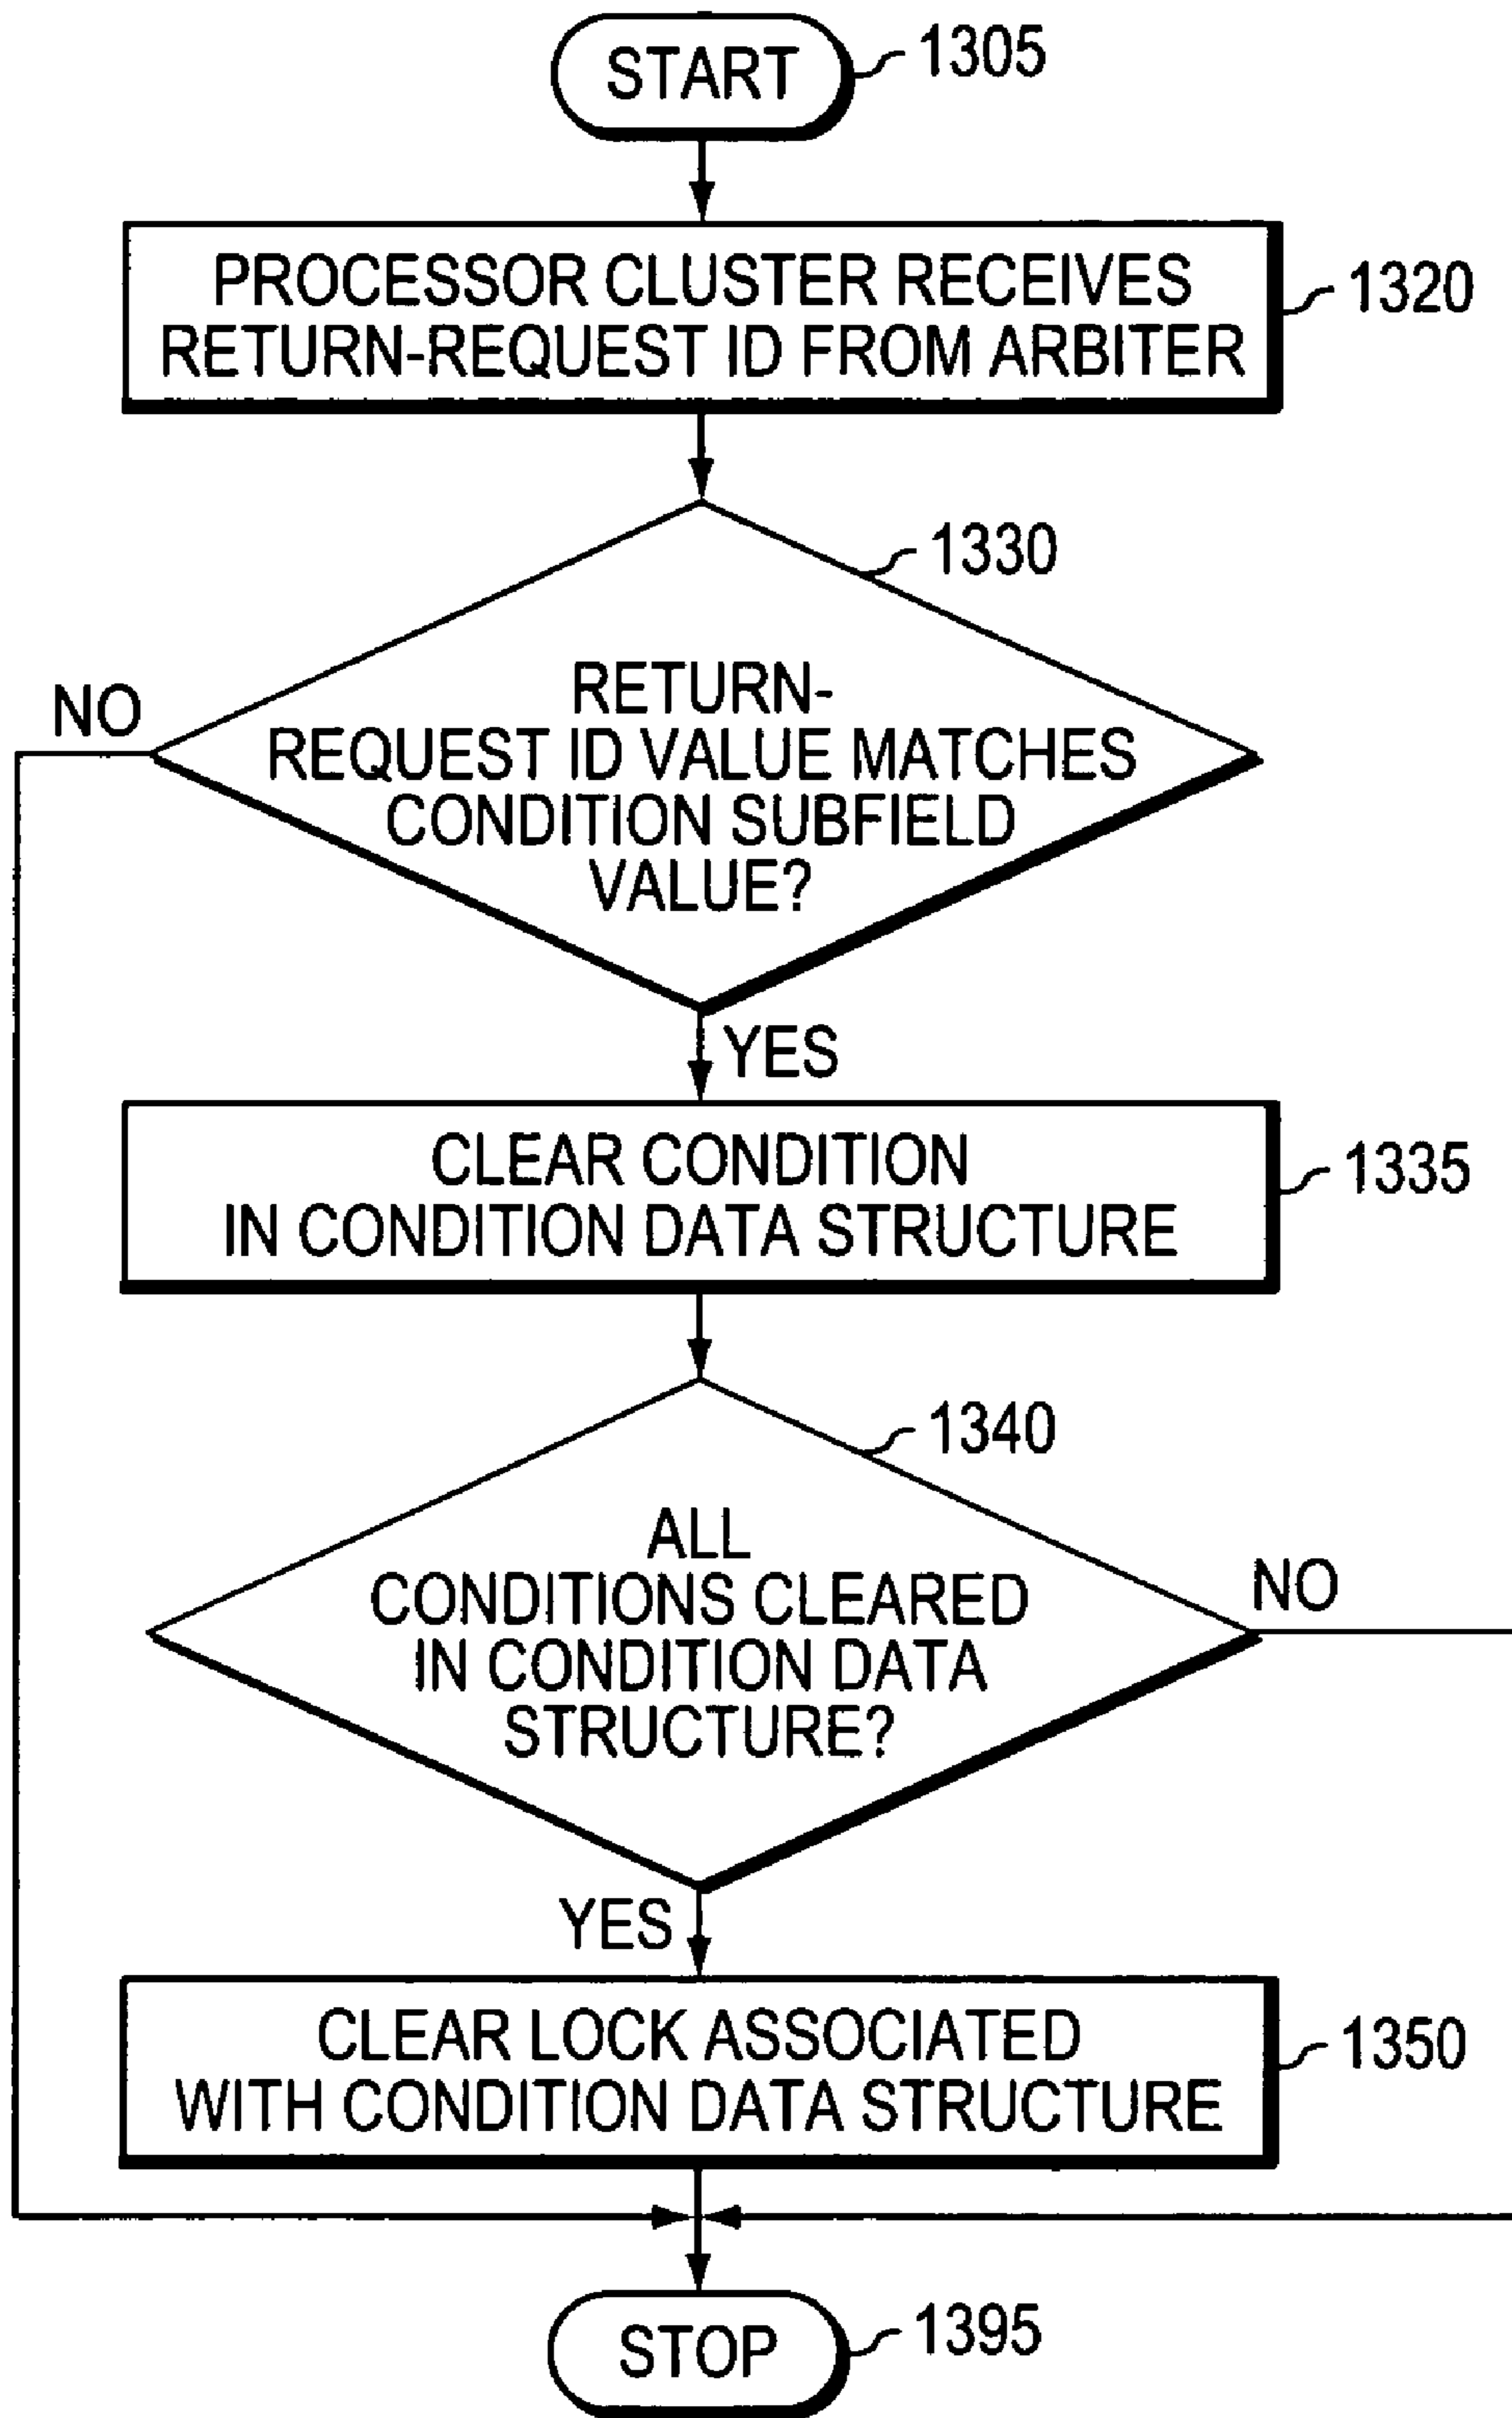 START
1305
PROCESSOR CLUSTER RECEIVES
RETURN-REQUEST ID FROM ARBITER
1320
1330
RETURN-
REQUEST ID VALUE MATCHES
CONDITION SUBFIELD
VALUE?
NO
YES
CLEAR CONDITION
IN CONDITION DATA STRUCTURE
1335
1340
ALL
CONDITIONS CLEARED
IN CONDITION DATA
STRUCTURE?
NO
YES
CLEAR LOCK ASSOCIATED
WITH CONDITION DATA STRUCTURE
1350
STOP
1395